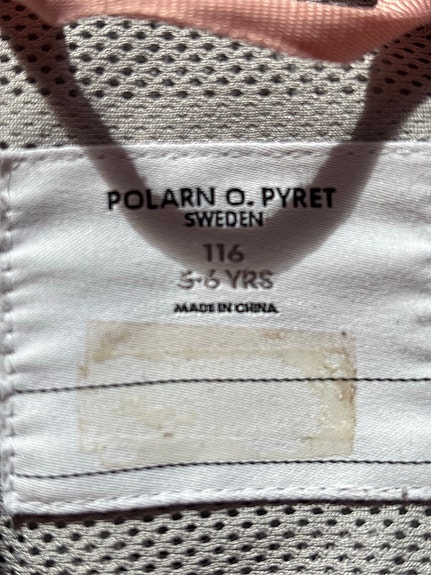 POLARN O. PYRET
SWEDEN
116
5-6 YRS
MADE IN CHINA